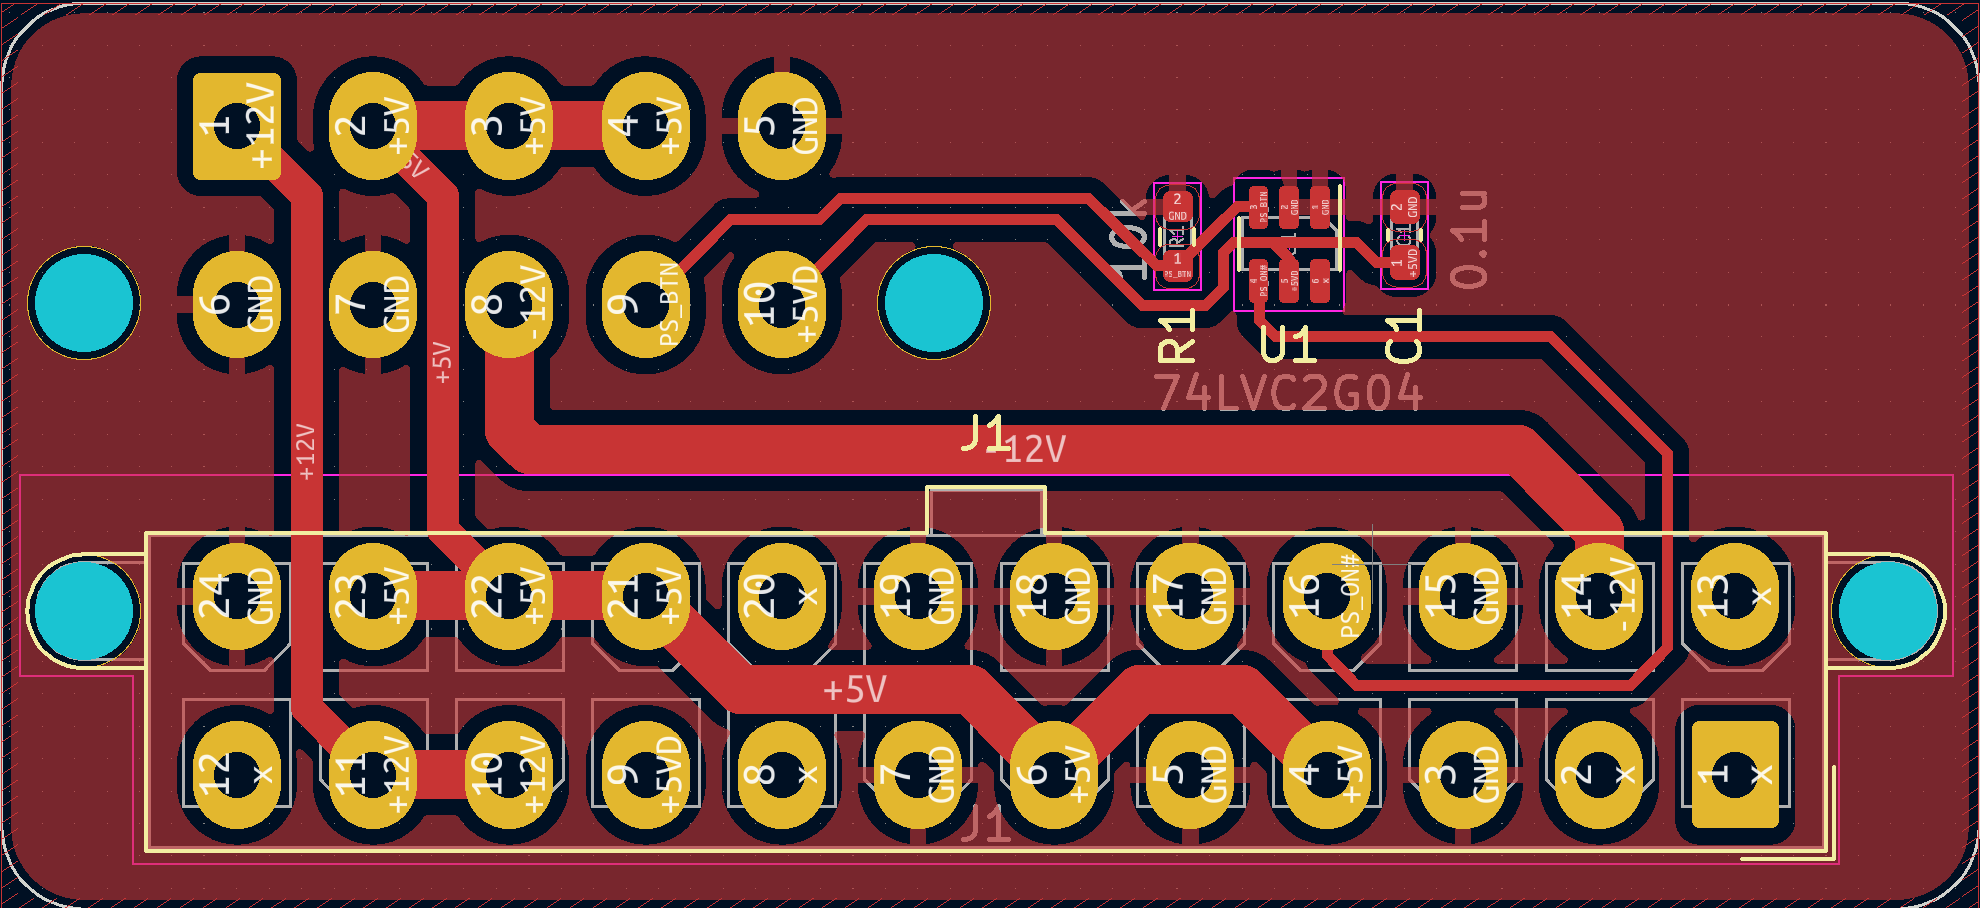 1 +12V
2 +5V
3 +5V
4 +5V
5 GND
+5V
6 GND
7 GND
8 -12V
9 PS_BTN
10 +5VD
10k
2 GND
R1
1 PS_BTN
3 PS_BTN
2 GND
1 GND
4 PS_ON#
5 +5VD
6 x
2 GND
C1
1 +5VD
0.1u
R1
U1
C1
74LVC2G04
+5V
+12V
J1
-12V
24 GND
23 +5V
22 +5V
21 +5V
20 x
19 GND
18 GND
17 GND
16 PS_ON#
15 GND
14 -12V
13 x
+5V
12 x
11 +12V
10 +12V
9 +5VD
8 x
7 GND
6 +5V
5 GND
4 +5V
3 GND
2 x
1 x
J1